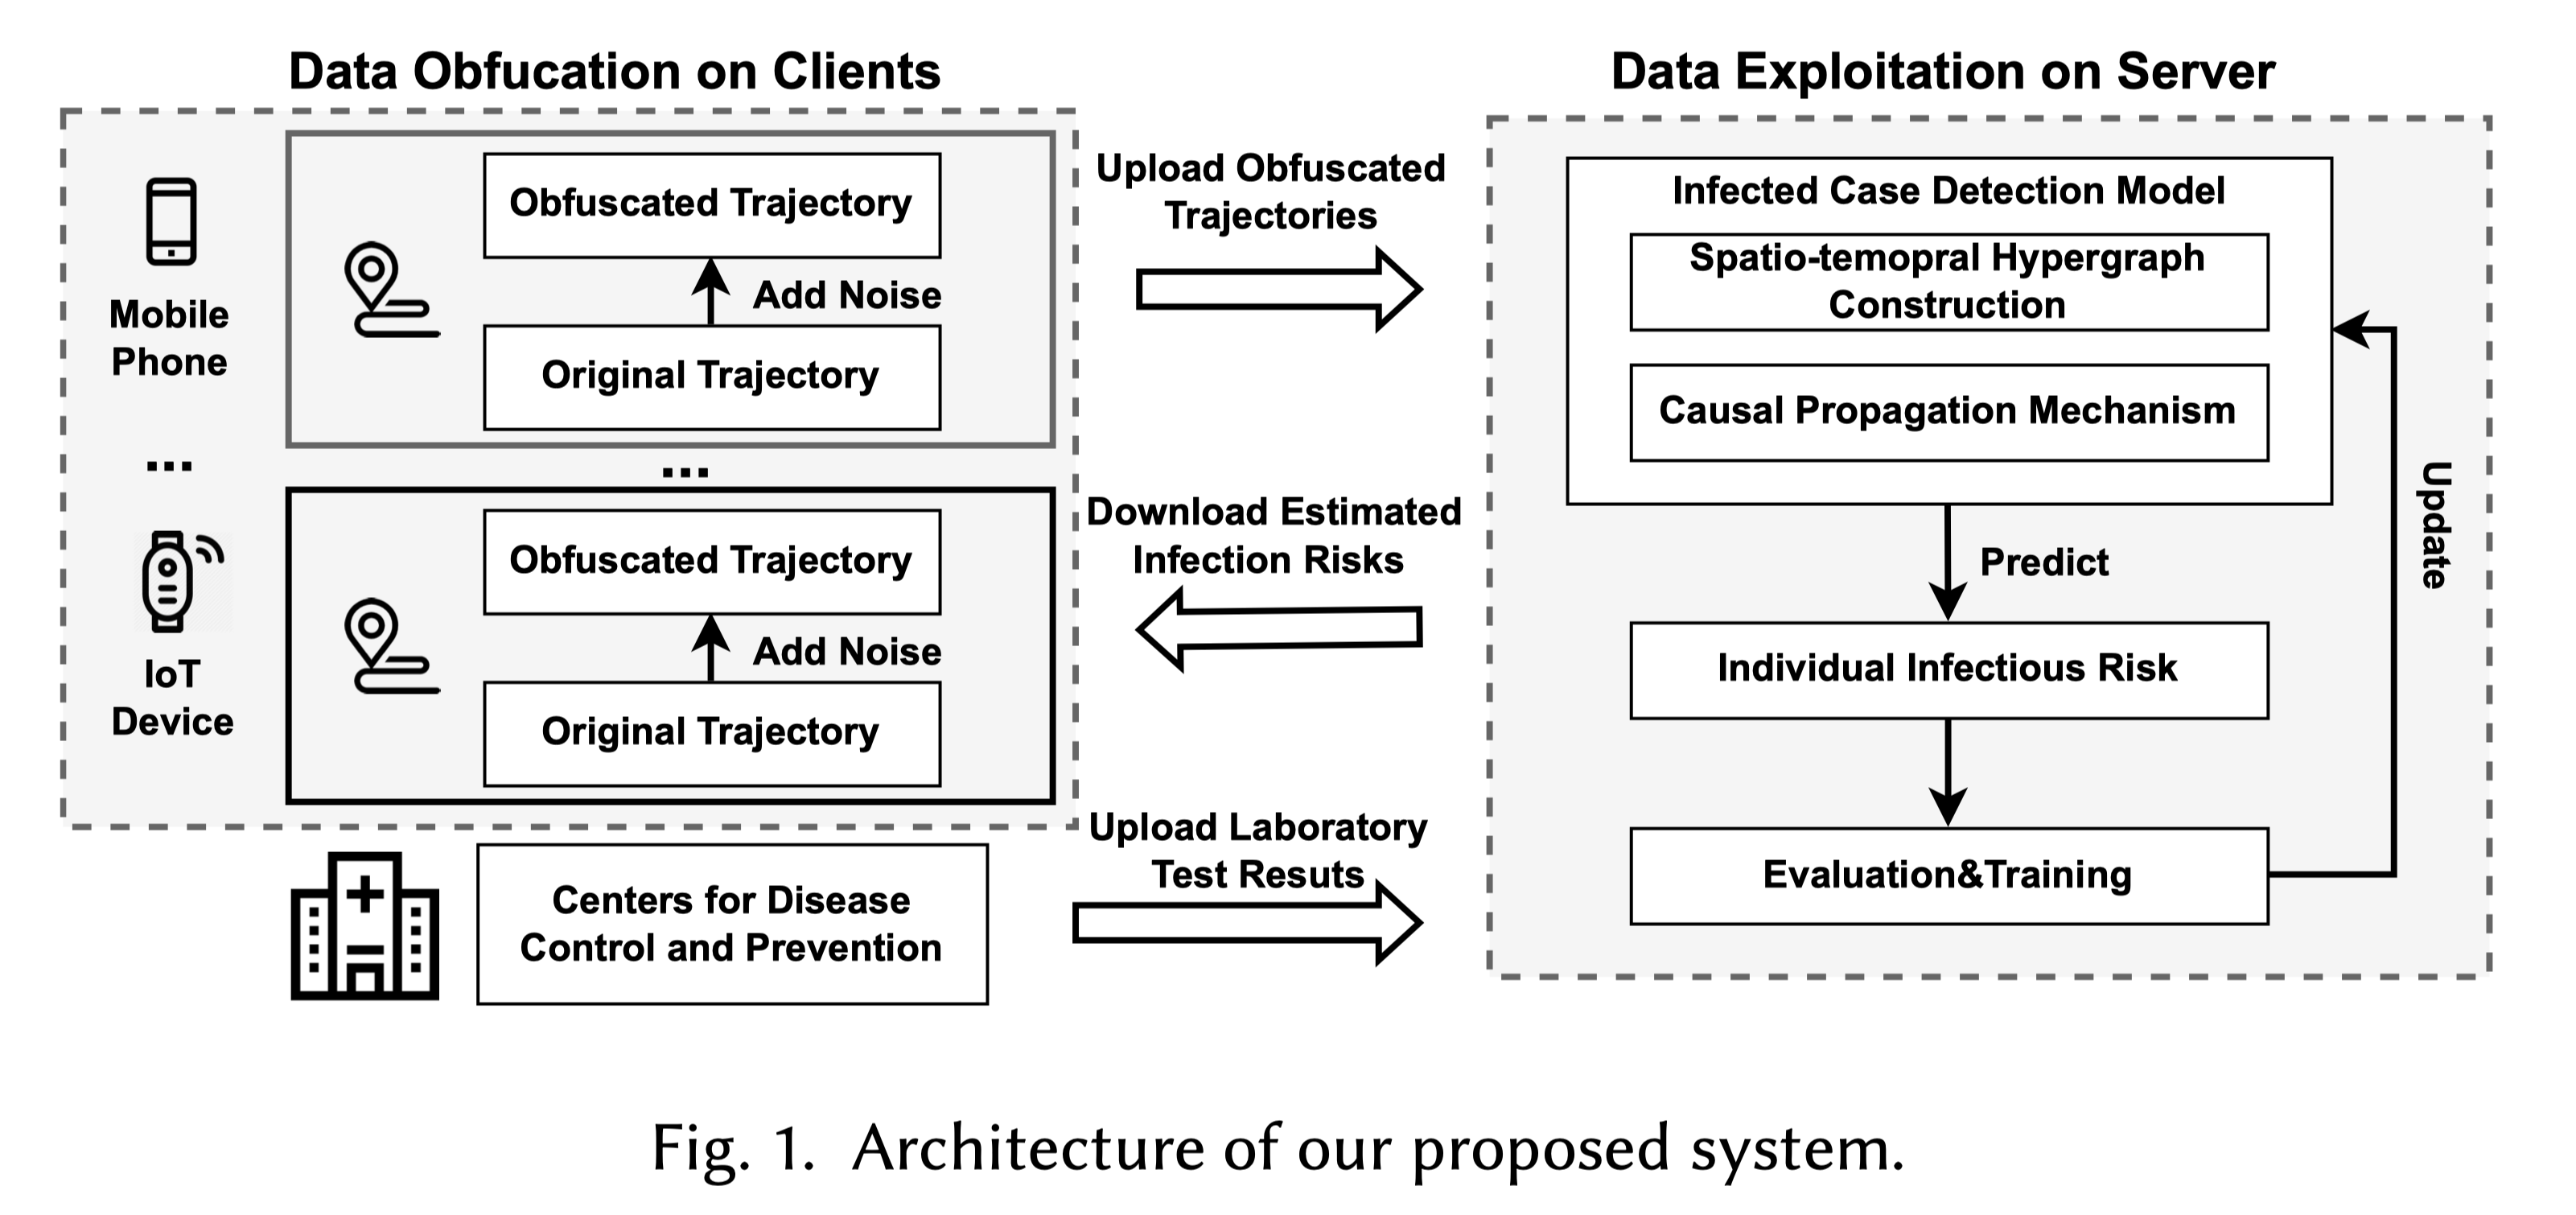 Data Obfucation on Clients
Mobile
Phone
...
IoT
Device
Obfuscated Trajectory
Add Noise
Original Trajectory
...
Obfuscated Trajectory
Add Noise
Original Trajectory
Centers for Disease
Control and Prevention
Upload Obfuscated
Trajectories
Download Estimated
Infection Risks
Upload Laboratory
Test Resuts
Data Exploitation on Server
Infected Case Detection Model
Spatio-temopral Hypergraph
Construction
Causal Propagation Mechanism
Predict
Individual Infectious Risk
Evaluation&Training
Update
Fig. 1. Architecture of our proposed system.